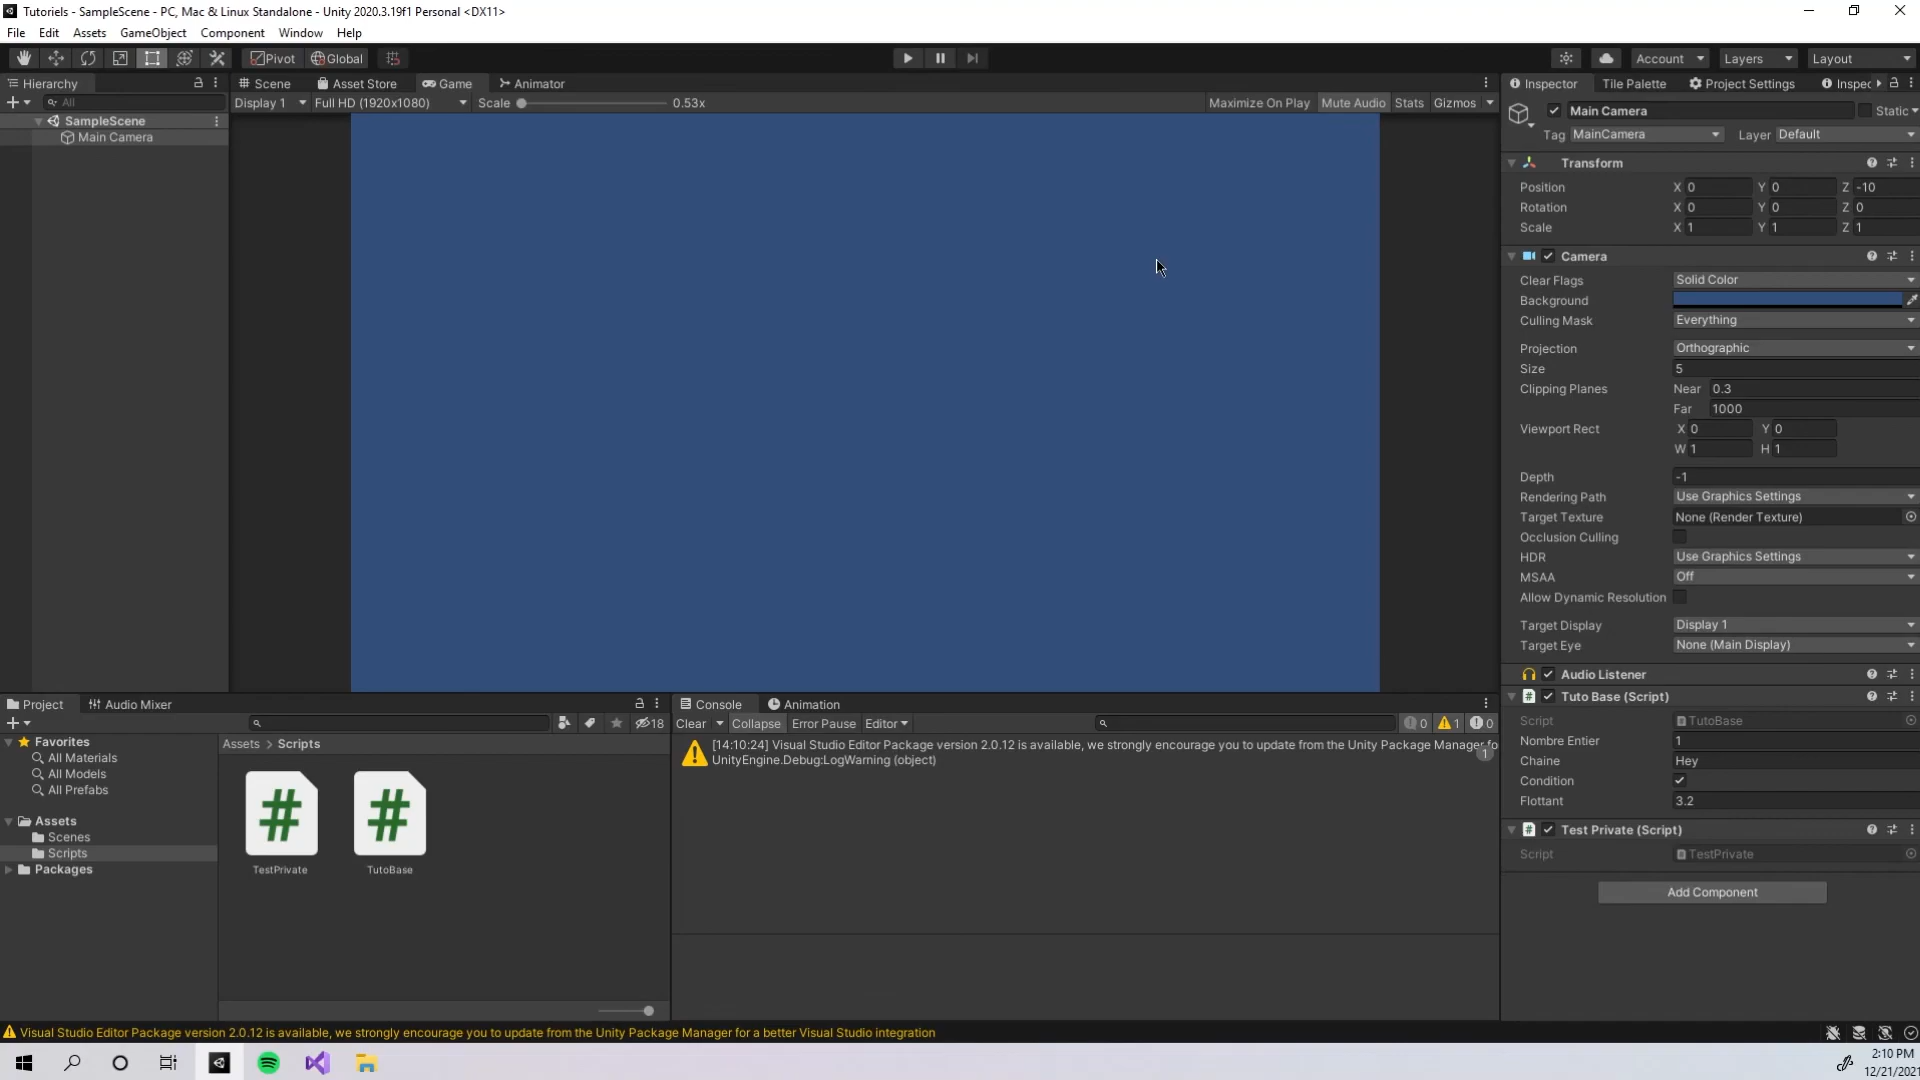 Tutoriels - SampleScene - PC, Mac & Linux Standalone - Unity 2020.3.19f1 Personal <DX11>
File Edit Assets GameObject Component Window Help
Pivot Global Account Layers Layout
Hierarchy
All
SampleScene
Main Camera
Scene Asset Store Game Animator
Display 1 Full HD (1920x1080) Scale 0.53x Maximize On Play Mute Audio Stats Gizmos
Inspector Tile Palette Project Settings Inspec
Main Camera Static
Tag MainCamera Layer Default
Transform
Position X 0 Y 0 Z -10
Rotation X 0 Y 0 Z 0
Scale X 1 Y 1 Z 1
Camera
Clear Flags Solid Color
Background
Culling Mask Everything
Projection Orthographic
Size 5
Clipping Planes Near 0.3
Far 1000
Viewport Rect X 0 Y 0
W 1 H 1
Depth -1
Rendering Path Use Graphics Settings
Target Texture None (Render Texture)
Occlusion Culling
HDR Use Graphics Settings
MSAA Off
Allow Dynamic Resolution
Target Display Display 1
Target Eye None (Main Display)
Audio Listener
Tuto Base (Script)
Script TutoBase
Nombre Entier 1
Chaine Hey
Condition
Flottant 3.2
Test Private (Script)
Script TestPrivate
Add Component
Project Audio Mixer
18
Favorites
All Materials
All Models
All Prefabs
Assets
Scenes
Scripts
Packages
Assets > Scripts
TestPrivate TutoBase
Console Animation
Clear Collapse Error Pause Editor 0 1 0
[14:10:24] Visual Studio Editor Package version 2.0.12 is available, we strongly encourage you to update from the Unity Package Manager fo
UnityEngine.Debug:LogWarning (object)
1
Visual Studio Editor Package version 2.0.12 is available, we strongly encourage you to update from the Unity Package Manager for a better Visual Studio integration
2:10 PM
12/21/2021